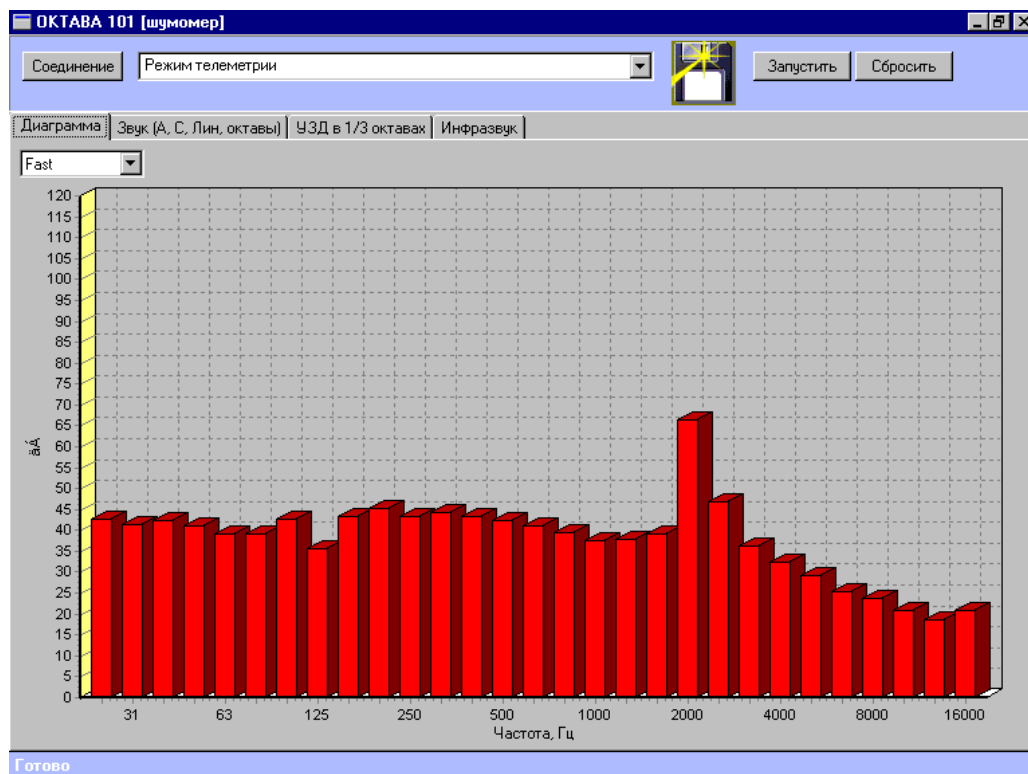 ОКТАВА 101 [шумомер]
Соединение
Режим телеметрии
Запустить
Сбросить
Диаграмма
Звук (А, С, Лин, октавы)
УЗД в 1/3 октавах
Инфразвук
Fast
120
115
110
105
100
95
90
85
80
75
70
65
60
55
50
45
40
35
30
25
20
15
10
5
0
äÁ
31 63 125 250 500 1000 2000 4000 8000 16000
Частота, Гц
Готово